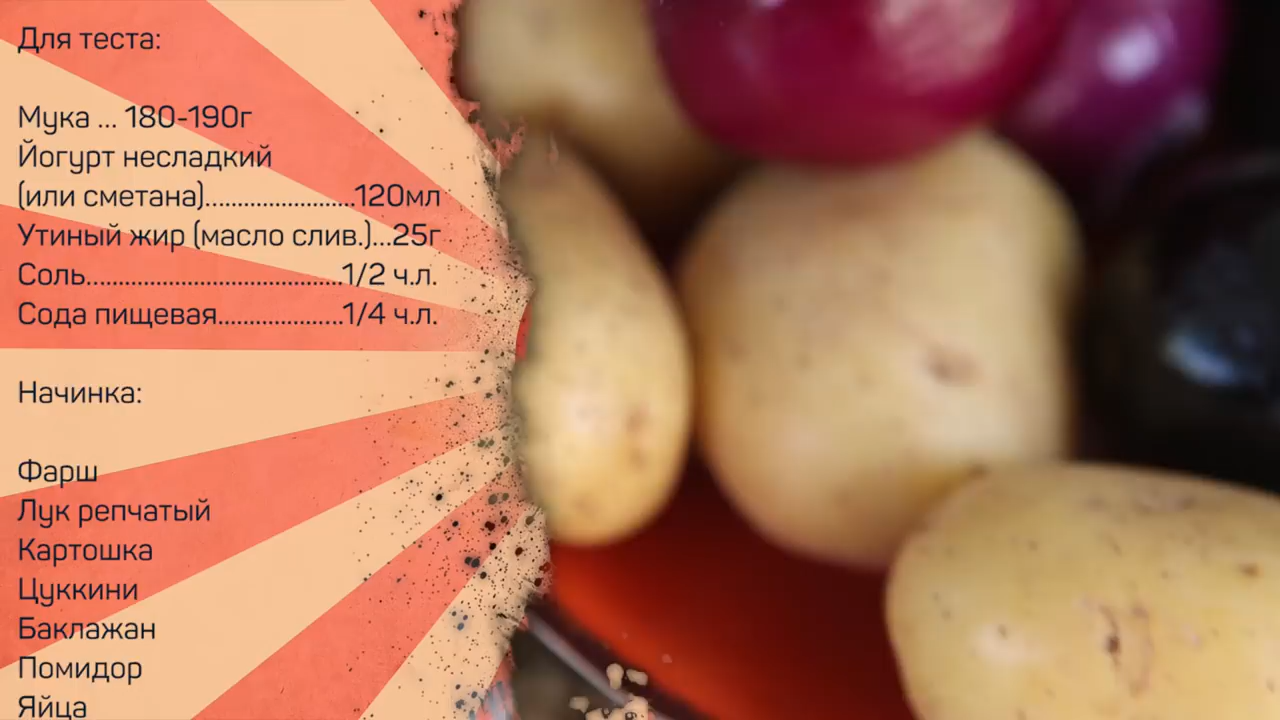 Для теста:
Мука ... 180-190г
Йогурт несладкий
(или сметана)......................120мл
Утиный жир (масло слив.)...25г
Соль.....................................1/2 ч.л.
Сода пищевая..................1/4 ч.л.
Начинка:
Фарш
Лук репчатый
Картошка
Цуккини
Баклажан
Помидор
Яйца